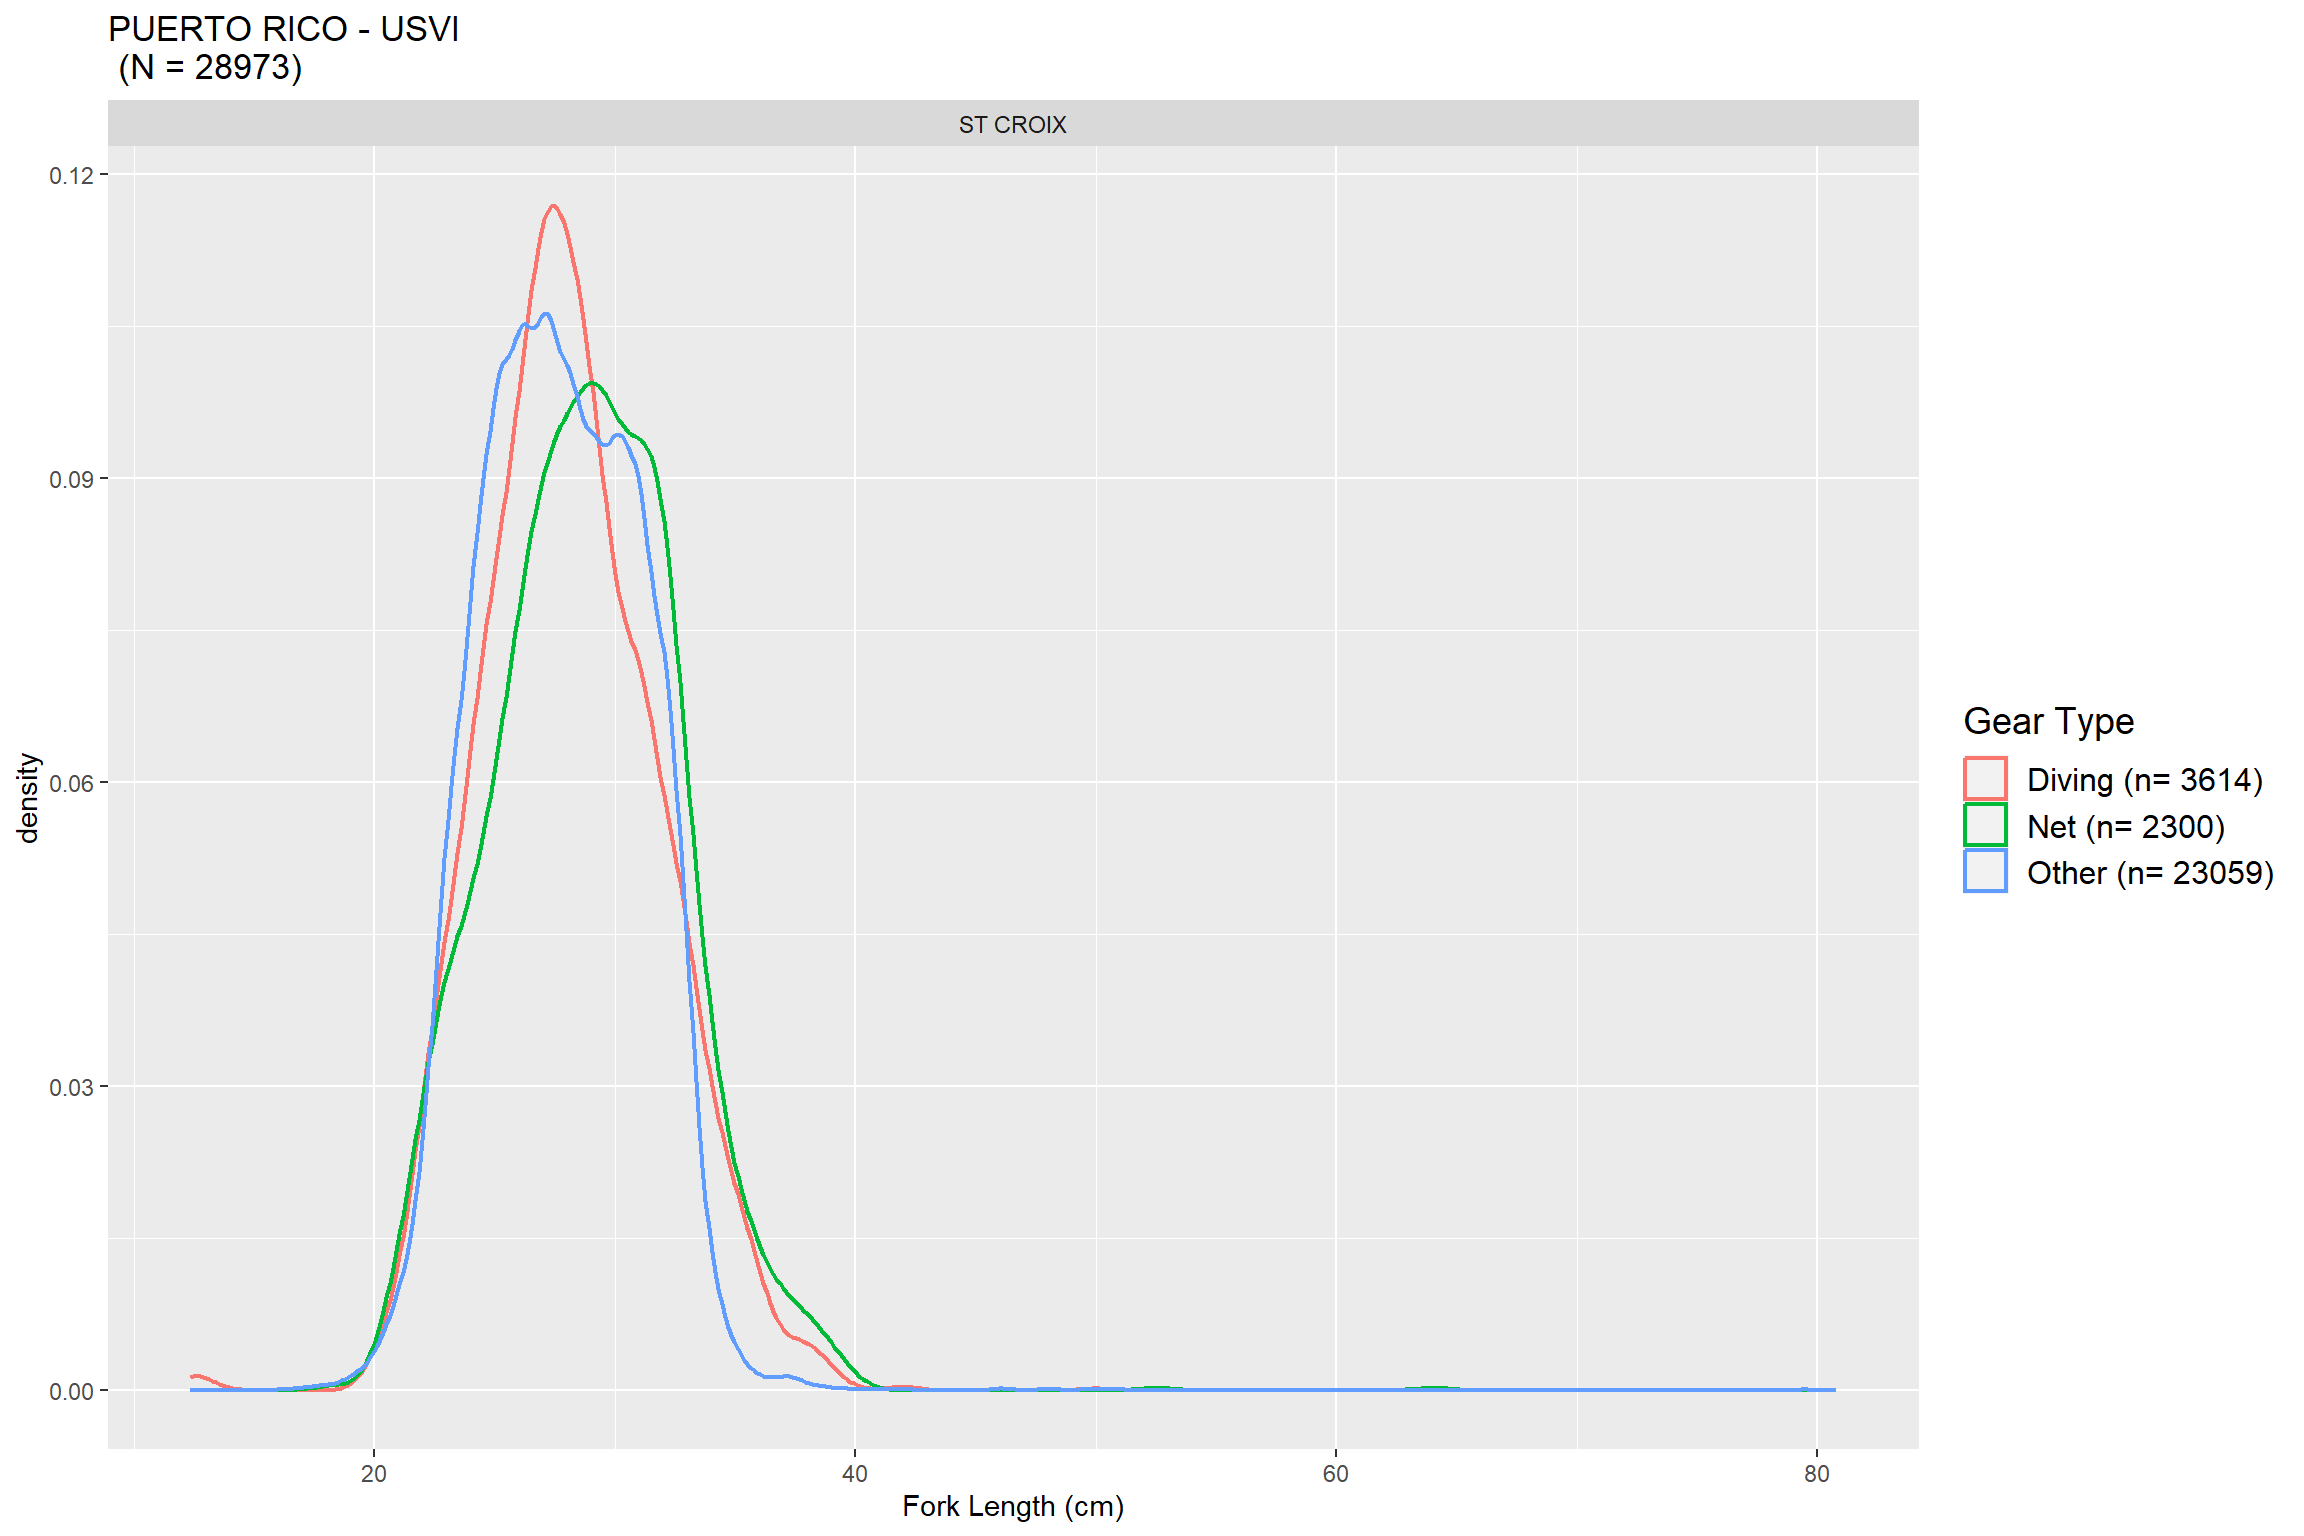 PUERTO RICO - USVI
(N = 28973)
ST CROIX
0.12
0.09
0.06
0.03
0.00
density
20 40 60 80
Fork Length (cm)
Gear Type
Diving (n= 3614)
Net (n= 2300)
Other (n= 23059)